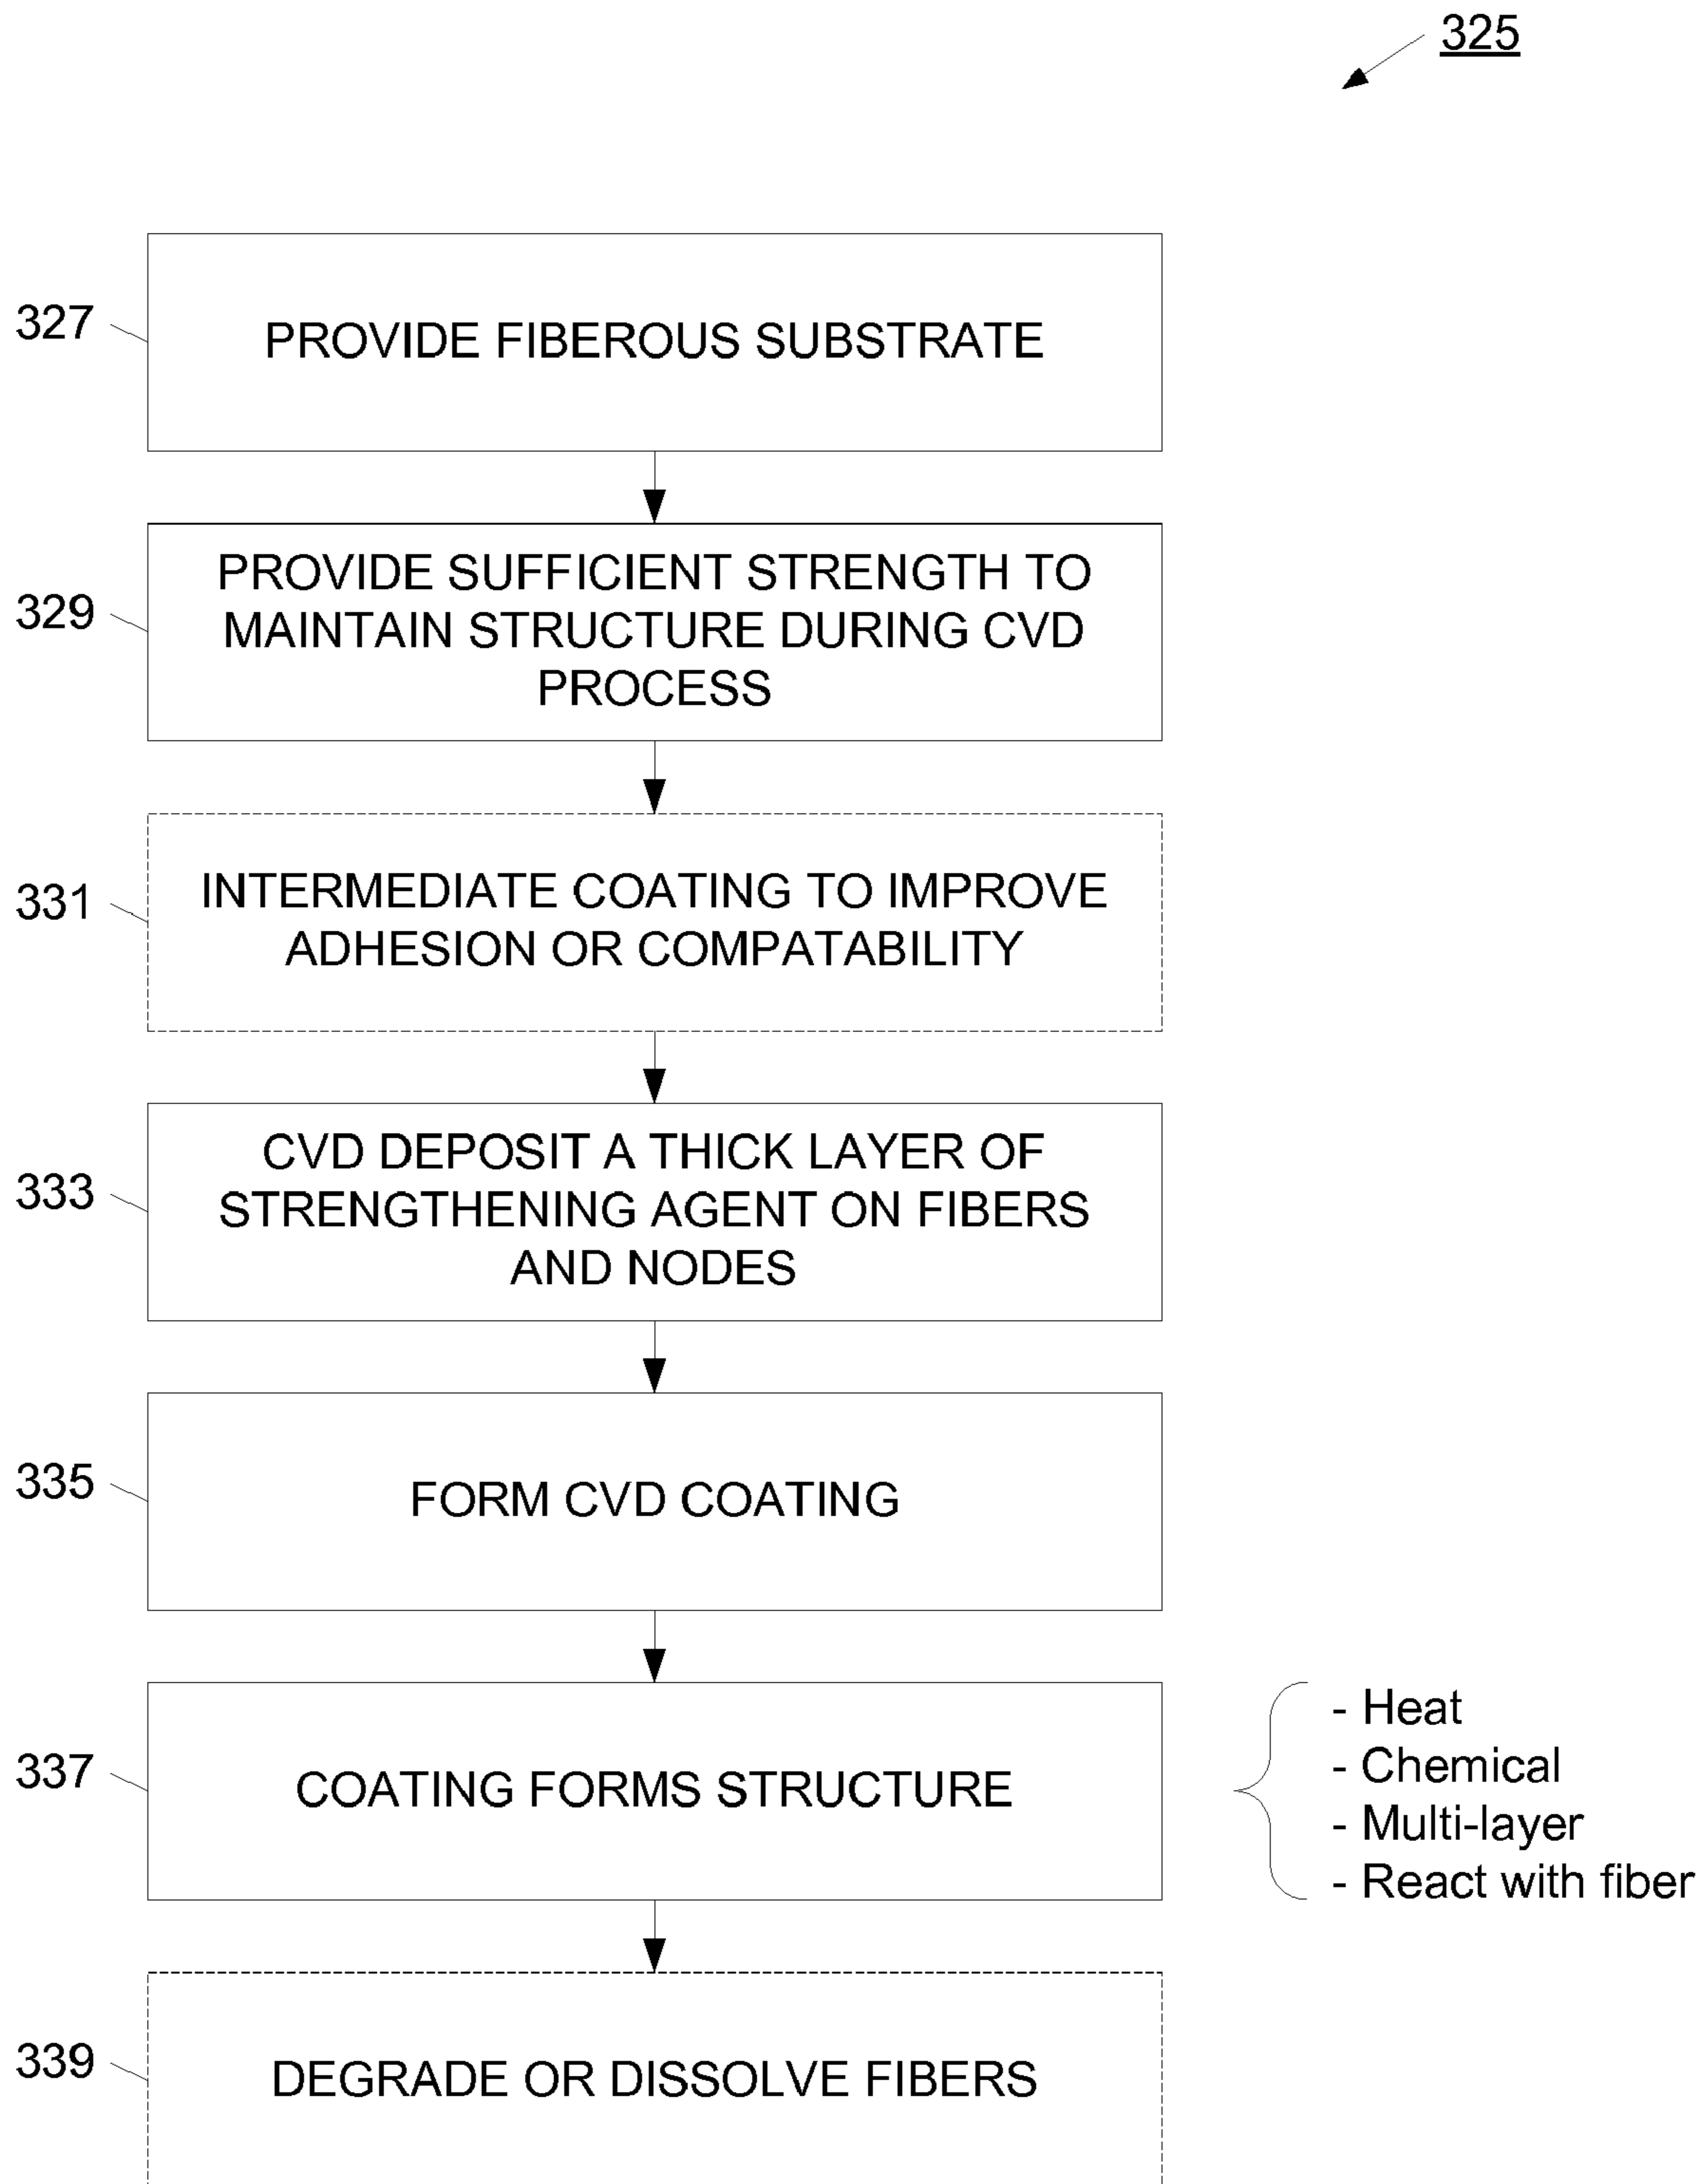 325
327
PROVIDE FIBEROUS SUBSTRATE
329
PROVIDE SUFFICIENT STRENGTH TO
MAINTAIN STRUCTURE DURING CVD
PROCESS
331
INTERMEDIATE COATING TO IMPROVE
ADHESION OR COMPATABILITY
333
CVD DEPOSIT A THICK LAYER OF
STRENGTHENING AGENT ON FIBERS
AND NODES
335
FORM CVD COATING
337
COATING FORMS STRUCTURE
- Heat
- Chemical
- Multi-layer
- React with fiber
339
DEGRADE OR DISSOLVE FIBERS